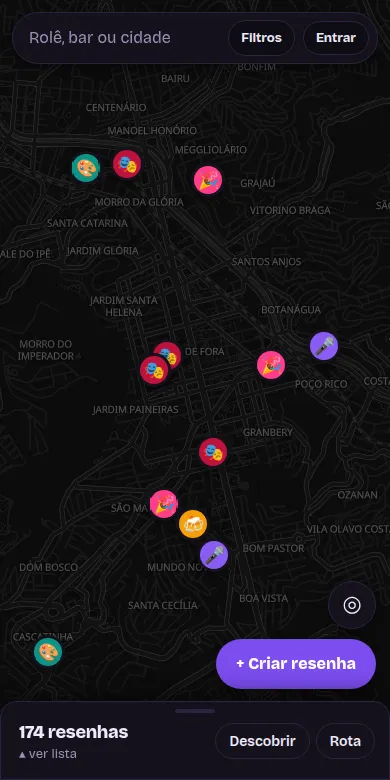 Rolê, bar ou cidade
Filtros
Entrar
BONFIM
BAIRU
CENTENÁRIO
MANOEL HONÓRIO
MEGGLIOLÁRIO
GRAJAÚ
MORRO DA GLÓRIA
VITORINO BRAGA
SANTA CATARINA
ALE DO IPÊ
JARDIM GLÓRIA
SANTOS ANJOS
JARDIM SANTA
HELENA
BOTANÁGUA
MORRO DO
IMPERADOR
DE FORA
POÇO RICO
COSTA
JARDIM PAINEIRAS
GRANBERY
OZANAN
SÃO MA
VILA OLAVO COST
BOM PASTOR
DOM BOSCO
MUNDO NO
BOA VISTA
SANTA CECÍLIA
CASCATINHA
◎
+ Criar resenha
174 resenhas
▴ ver lista
Descobrir
Rota